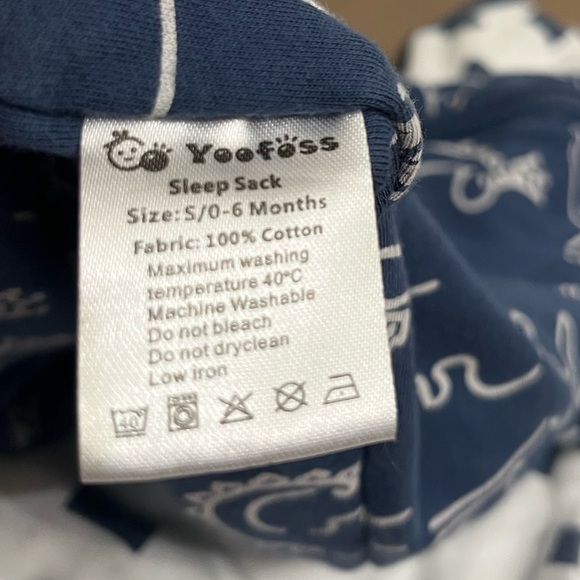 Yoofoss
Sleep Sack
Size: S/0-6 Months
Fabric: 100% Cotton
Maximum washing
temperature 40°C
Machine Washable
Do not bleach
Do not dryclean
Low iron
40